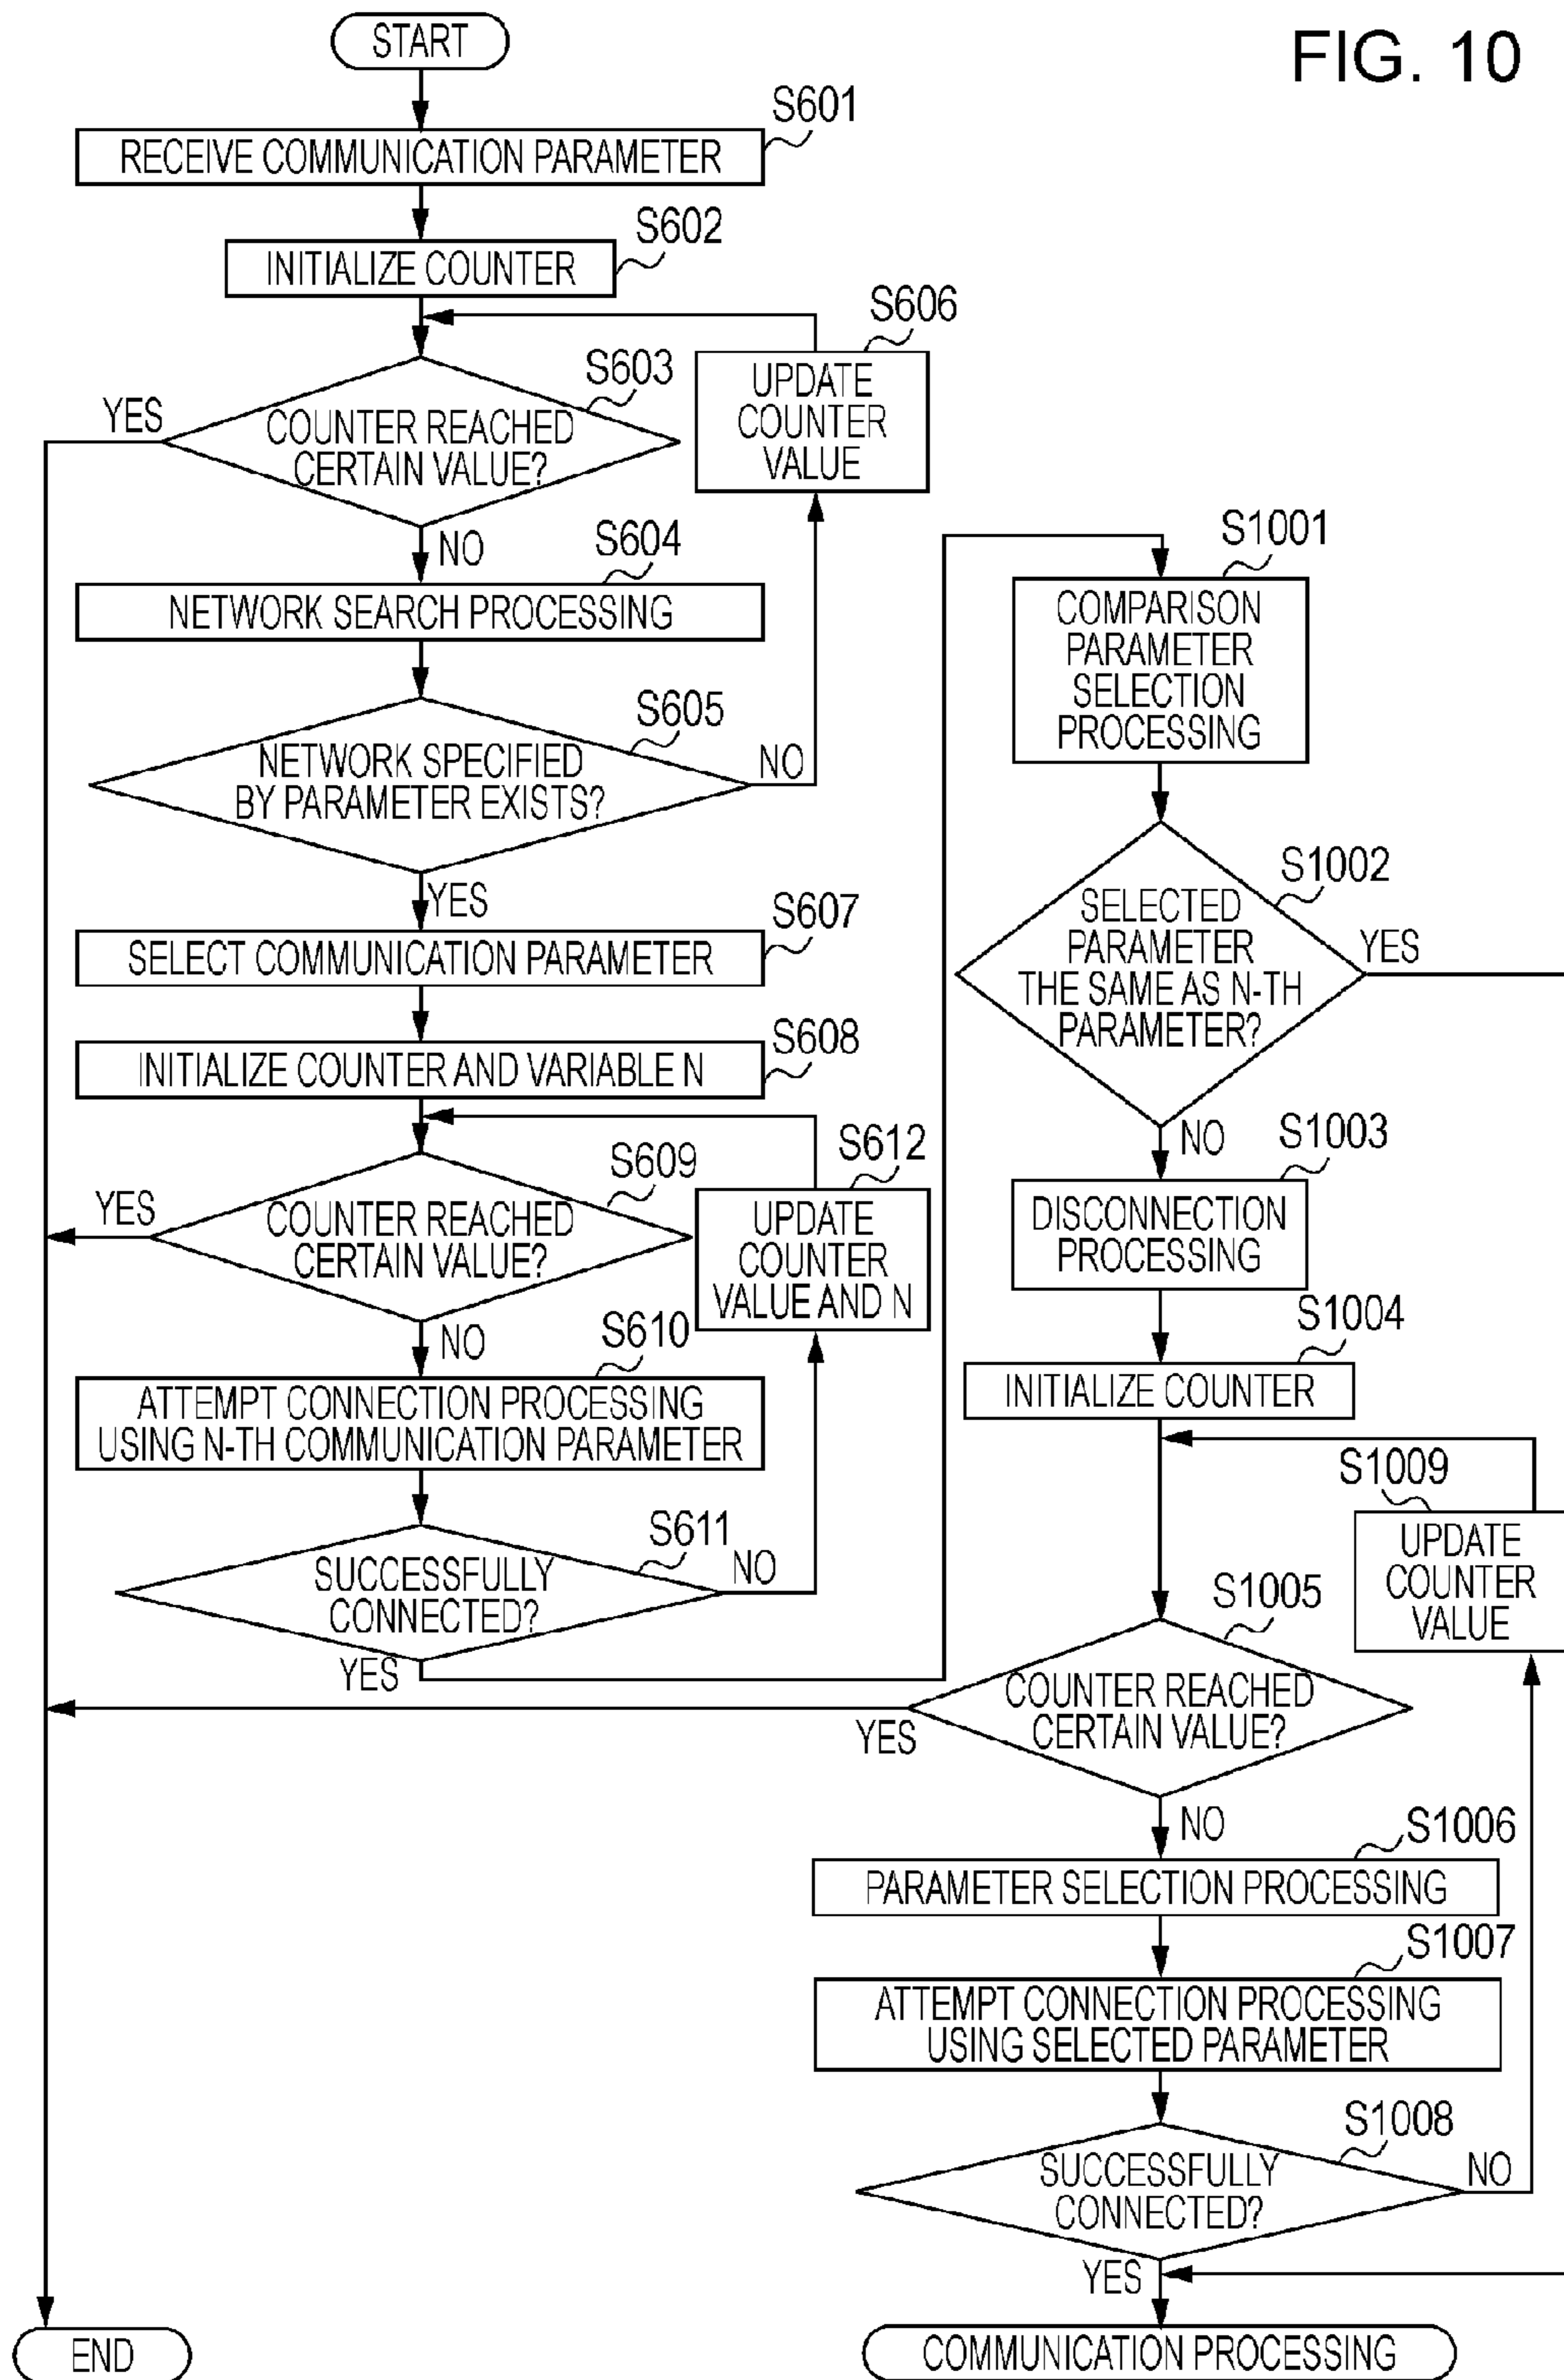 FIG. 10
START
S601
RECEIVE COMMUNICATION PARAMETER
S602
INITIALIZE COUNTER
S606
UPDATE
COUNTER
VALUE
S603
YES
COUNTER REACHED
CERTAIN VALUE?
NO
S604
NETWORK SEARCH PROCESSING
S605
NETWORK SPECIFIED
BY PARAMETER EXISTS?
NO
YES
S607
SELECT COMMUNICATION PARAMETER
S608
INITIALIZE COUNTER AND VARIABLE N
S612
UPDATE
COUNTER
VALUE AND N
S609
YES
COUNTER REACHED
CERTAIN VALUE?
NO
S610
ATTEMPT CONNECTION PROCESSING
USING N-TH COMMUNICATION PARAMETER
S611
SUCCESSFULLY
CONNECTED?
NO
YES
S1001
COMPARISON
PARAMETER
SELECTION
PROCESSING
S1002
SELECTED
PARAMETER
THE SAME AS N-TH
PARAMETER?
YES
NO
S1003
DISCONNECTION
PROCESSING
S1004
INITIALIZE COUNTER
S1009
UPDATE
COUNTER
VALUE
S1005
COUNTER REACHED
CERTAIN VALUE?
YES
NO
S1006
PARAMETER SELECTION PROCESSING
S1007
ATTEMPT CONNECTION PROCESSING
USING SELECTED PARAMETER
S1008
SUCCESSFULLY
CONNECTED?
NO
YES
END
COMMUNICATION PROCESSING